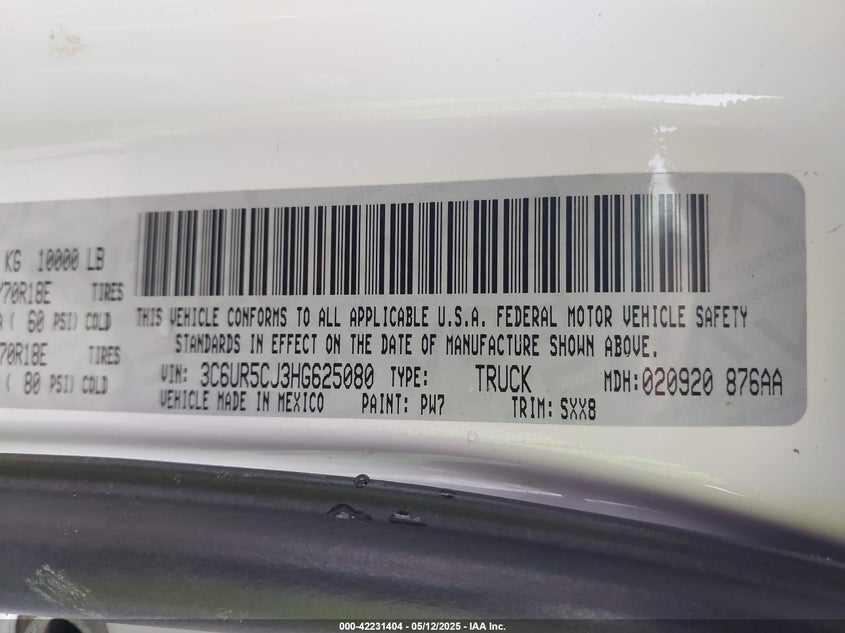 KG 10000 LB
70R18E TIRES
( 60 PSI) COLD
70R18E TIRES
( 80 PSI) COLD
THIS VEHICLE CONFORMS TO ALL APPLICABLE U.S.A. FEDERAL MOTOR VEHICLE SAFETY
STANDARDS IN EFFECT ON THE DATE OF MANUFACTURE SHOWN ABOVE.
VIN: 3C6UR5CJ3HG625080 TYPE: TRUCK MDH:020920 876AA
VEHICLE MADE IN MEXICO PAINT: PW7 TRIM: SXX8
000-42231404 - 05/12/2025 - IAA Inc.